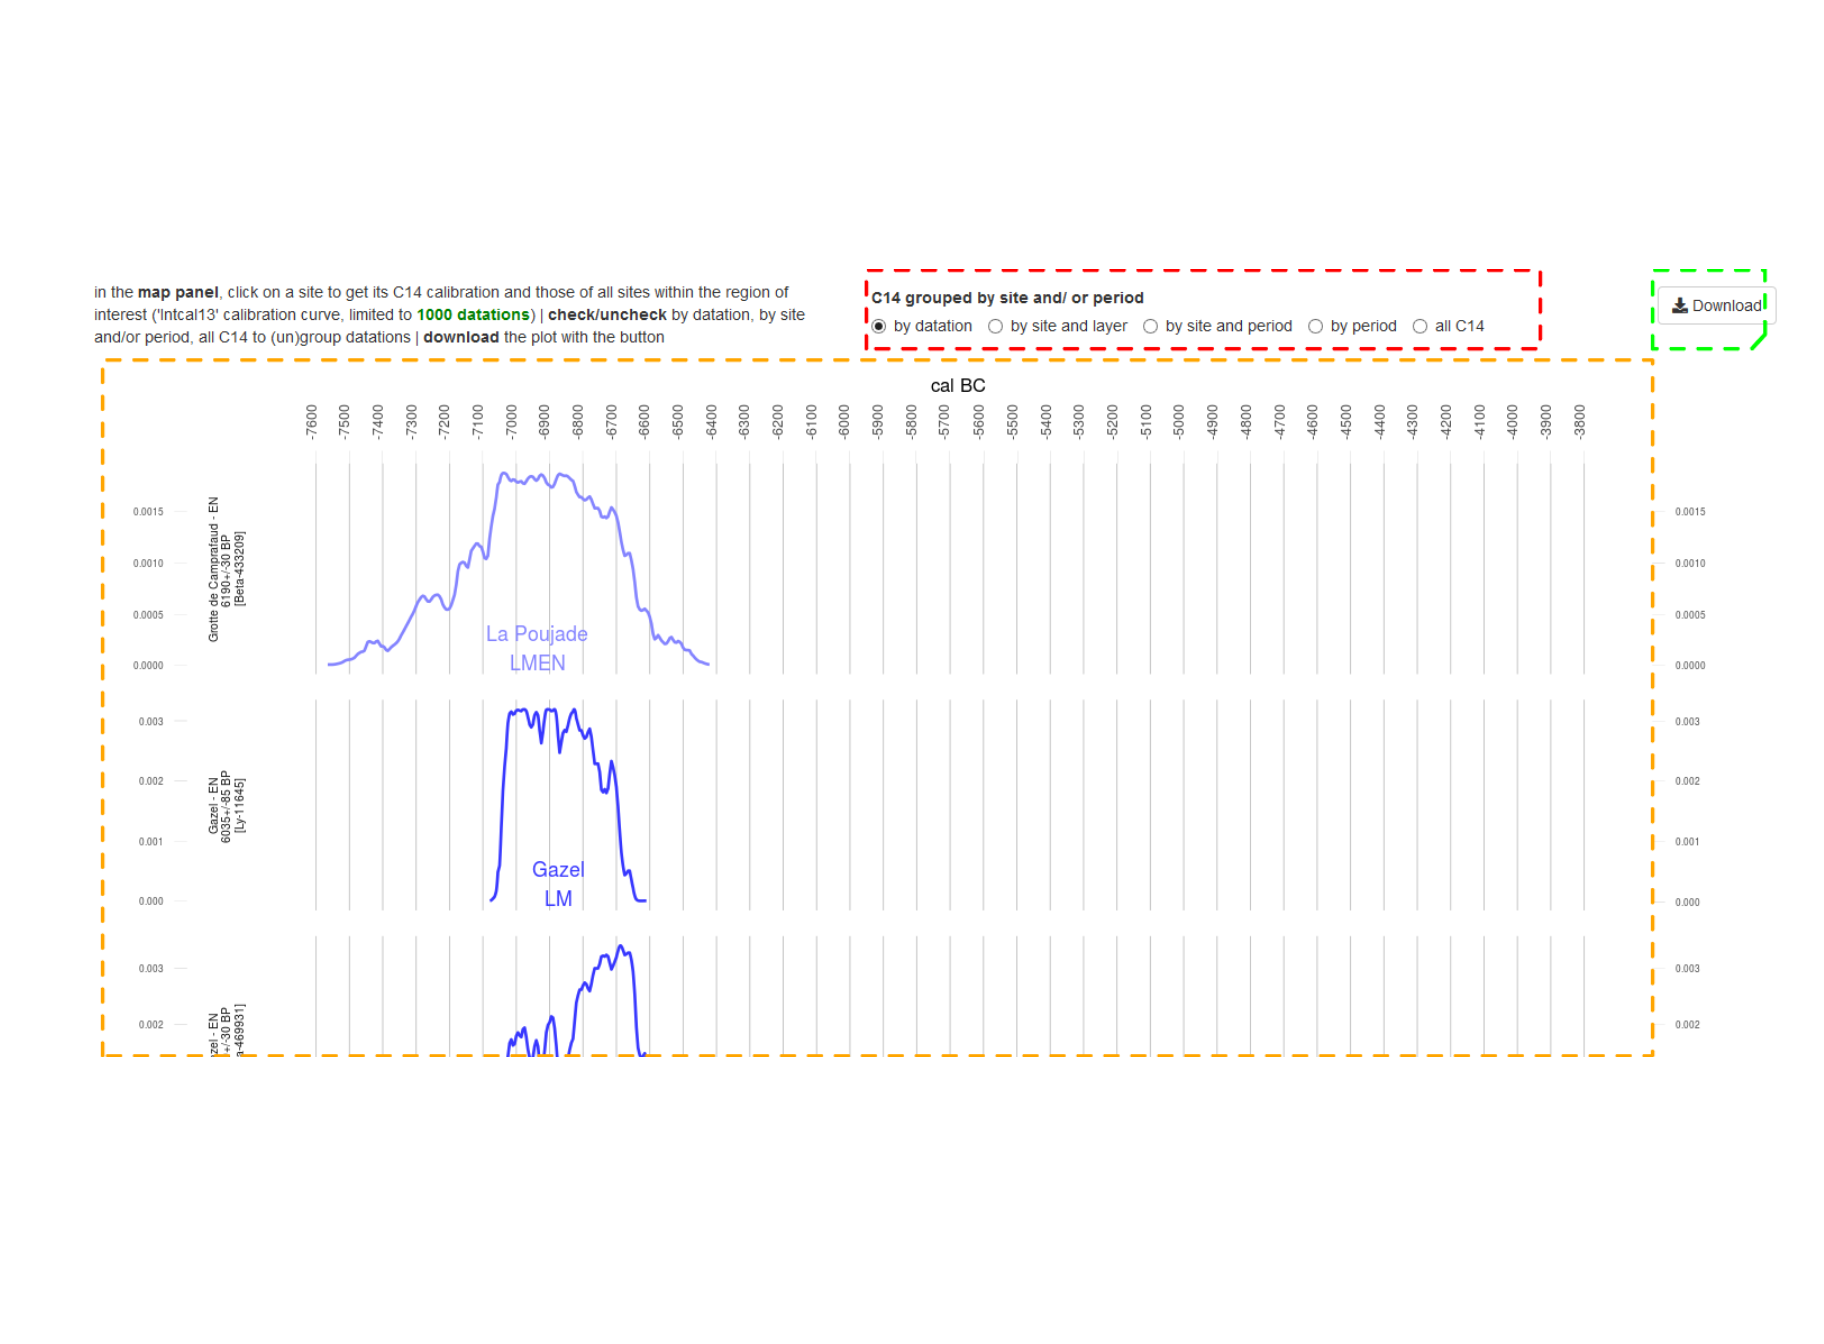 in the map panel, click on a site to get its C14 calibration and those of all sites within the region of
interest ('Intcal13' calibration curve, limited to 1000 datations) | check/uncheck by datation, by site
and/or period, all C14 to (un)group datations | download the plot with the button
C14 grouped by site and/ or period
by datation by site and layer by site and period by period all C14
Download
cal BC
-7600 -7500 -7400 -7300 -7200 -7100 -7000 -6900 -6800 -6700 -6600 -6500 -6400 -6300 -6200 -6100 -6000 -5900 -5800 -5700 -5600 -5500 -5400 -5300 -5200 -5100 -5000 -4900 -4800 -4700 -4600 -4500 -4400 -4300 -4200 -4100 -4000 -3900 -3800
Grotte de Camprafaud - EN
6190+/-30 BP
[Beta-433209]
0.0015 0.0015
0.0010 0.0010
0.0005 0.0005
0.0000 0.0000
La Poujade
LMEN
Gazel - EN
6035+/-85 BP
[Ly-11645]
0.003 0.003
0.002 0.002
0.001 0.001
0.000 0.000
Gazel
LM
zel - EN
+/-30 BP
a-469931]
0.003 0.003
0.002 0.002